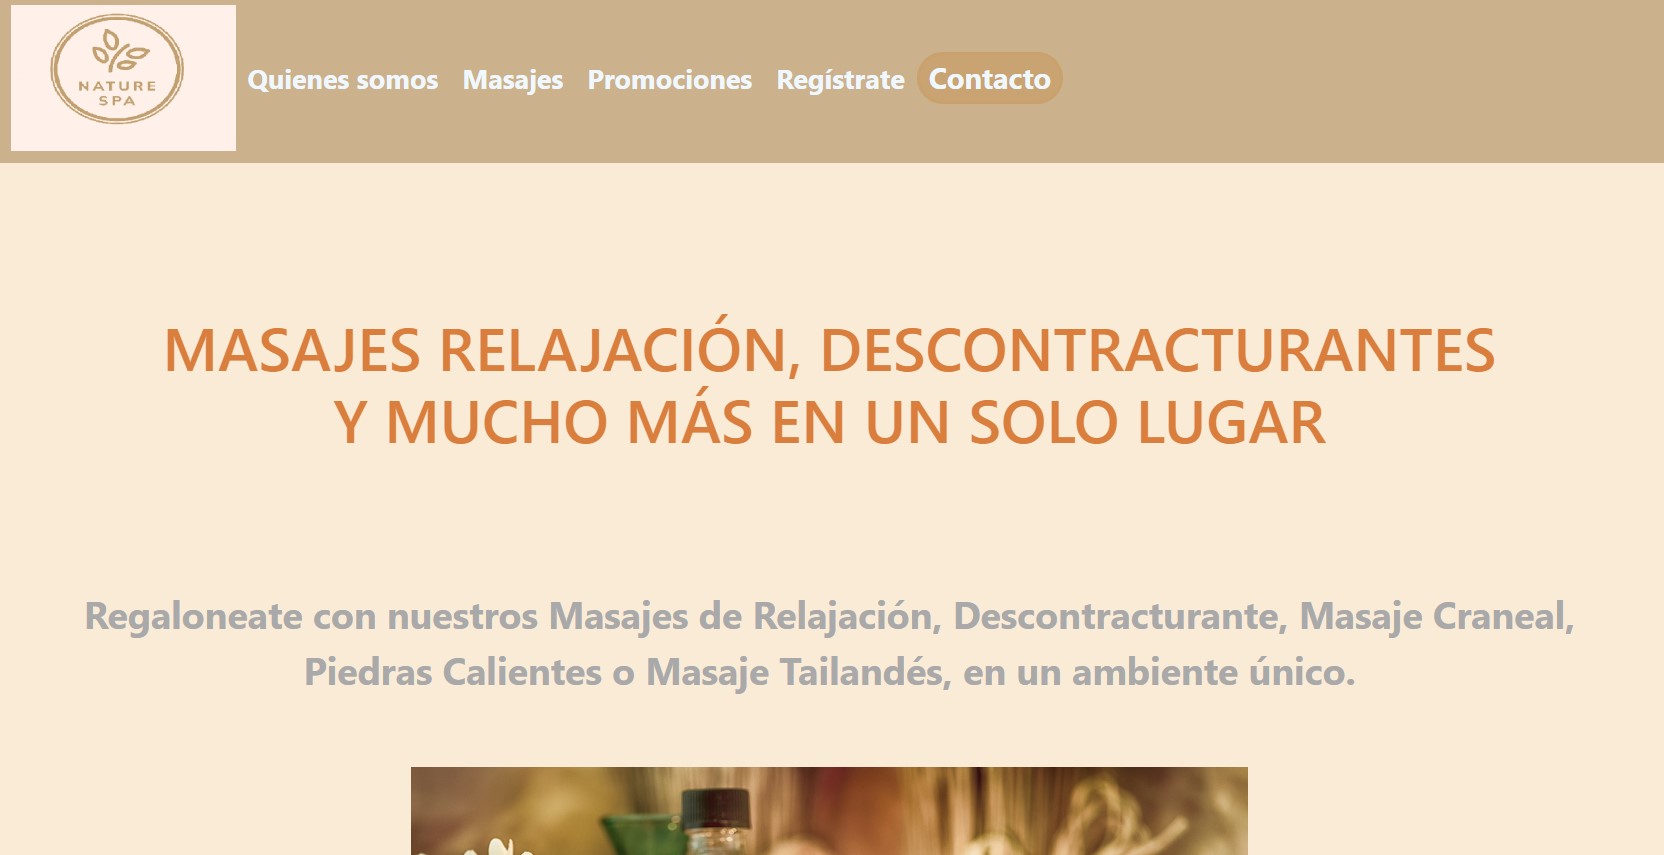 NATURE
SPA
Quienes somos Masajes Promociones Regístrate Contacto
MASAJES RELAJACIÓN, DESCONTRACTURANTES
Y MUCHO MÁS EN UN SOLO LUGAR
Regaloneate con nuestros Masajes de Relajación, Descontracturante, Masaje Craneal,
Piedras Calientes o Masaje Tailandés, en un ambiente único.